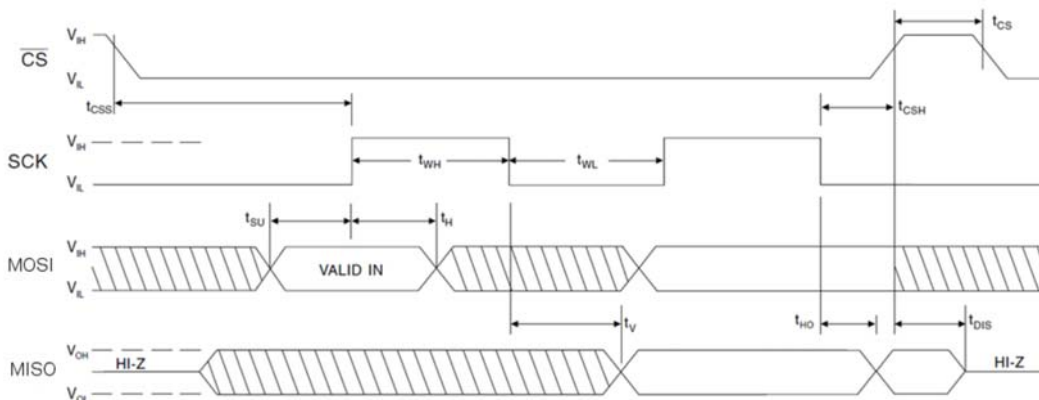 V_IH
t_CS
C̅S̅
V_IL
t_CSS
t_CSH
V_IH
SCK
t_WH
t_WL
V_IL
t_SU
t_H
V_IH
MOSI
VALID IN
V_IL
t_V
t_HO
t_DIS
V_OH
HI-Z
HI-Z
MISO
V_OL